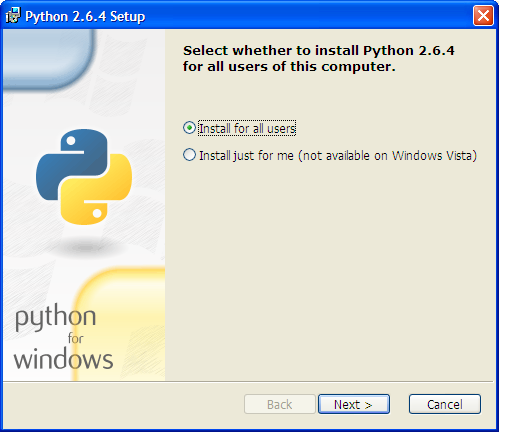 Python 2.6.4 Setup
Select whether to install Python 2.6.4
for all users of this computer.
Install for all users
Install just for me (not available on Windows Vista)
python
for
windows
Back
Next >
Cancel